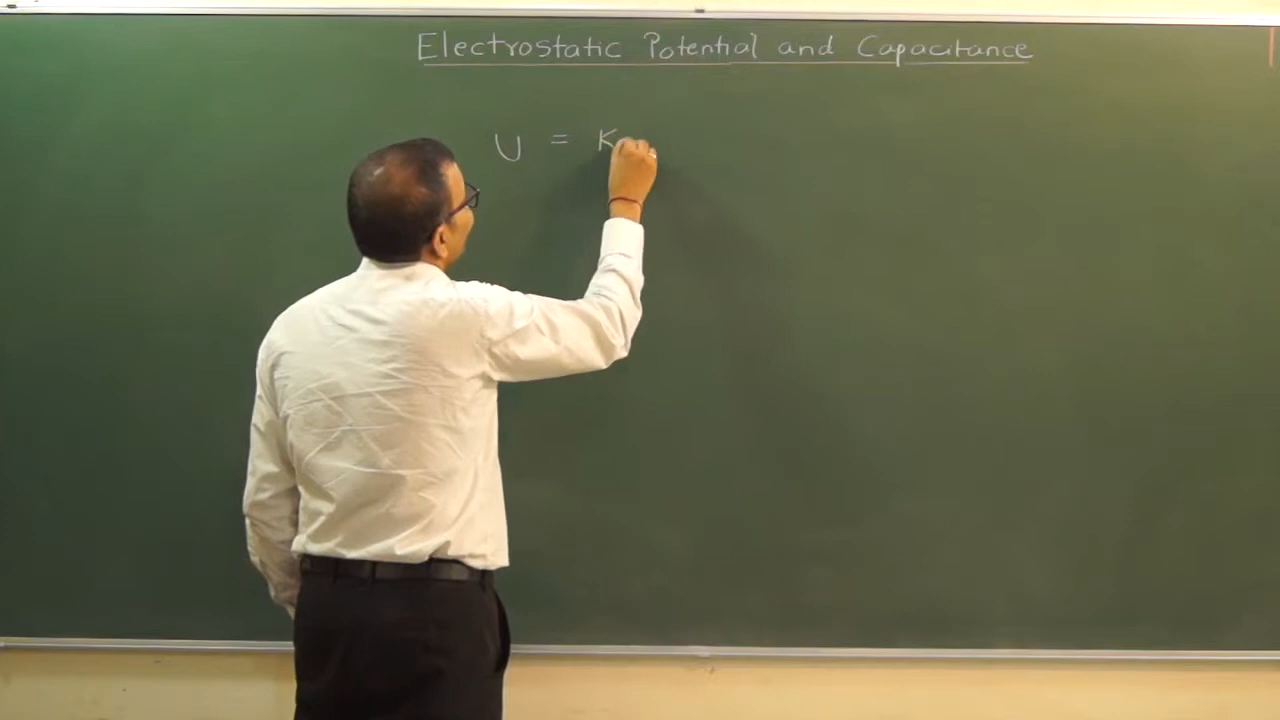 Electrostatic Potential and Capacitance
U = K